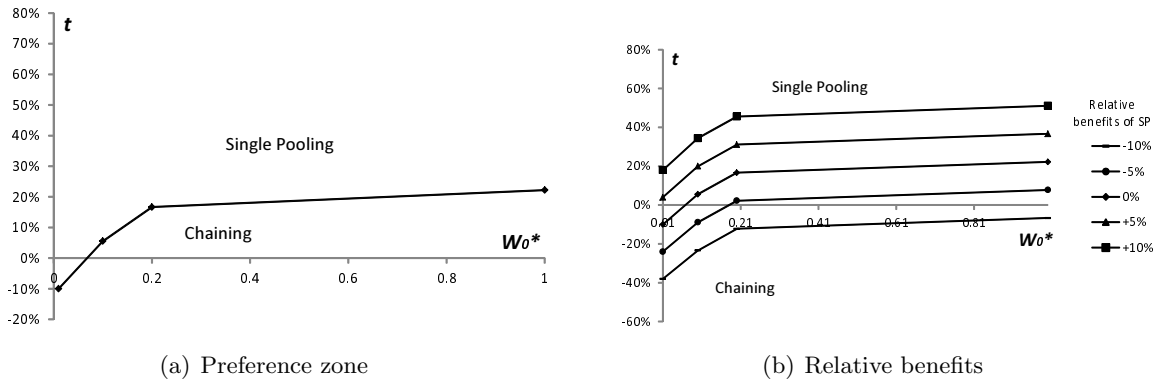 80%
70%
60%
50%
40%
30%
20%
10%
0%
-10%
-20%
t
Single Pooling
Chaining
W0*
0
0.2
0.4
0.6
0.8
1
(a) Preference zone
80%
60%
40%
20%
0%
-20%
-40%
-60%
t
Single Pooling
Chaining
0.01
0.21
0.41
0.61
0.81
W0*
Relative
benefits of SP
-10%
-5%
0%
+5%
+10%
(b) Relative benefits